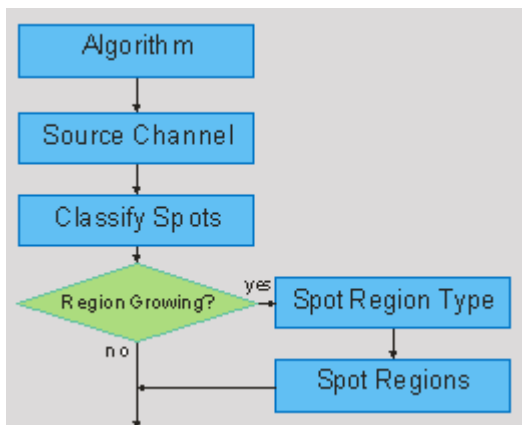 Algorithm
Source Channel
Classify Spots
Region Growing?
yes
Spot Region Type
no
Spot Regions